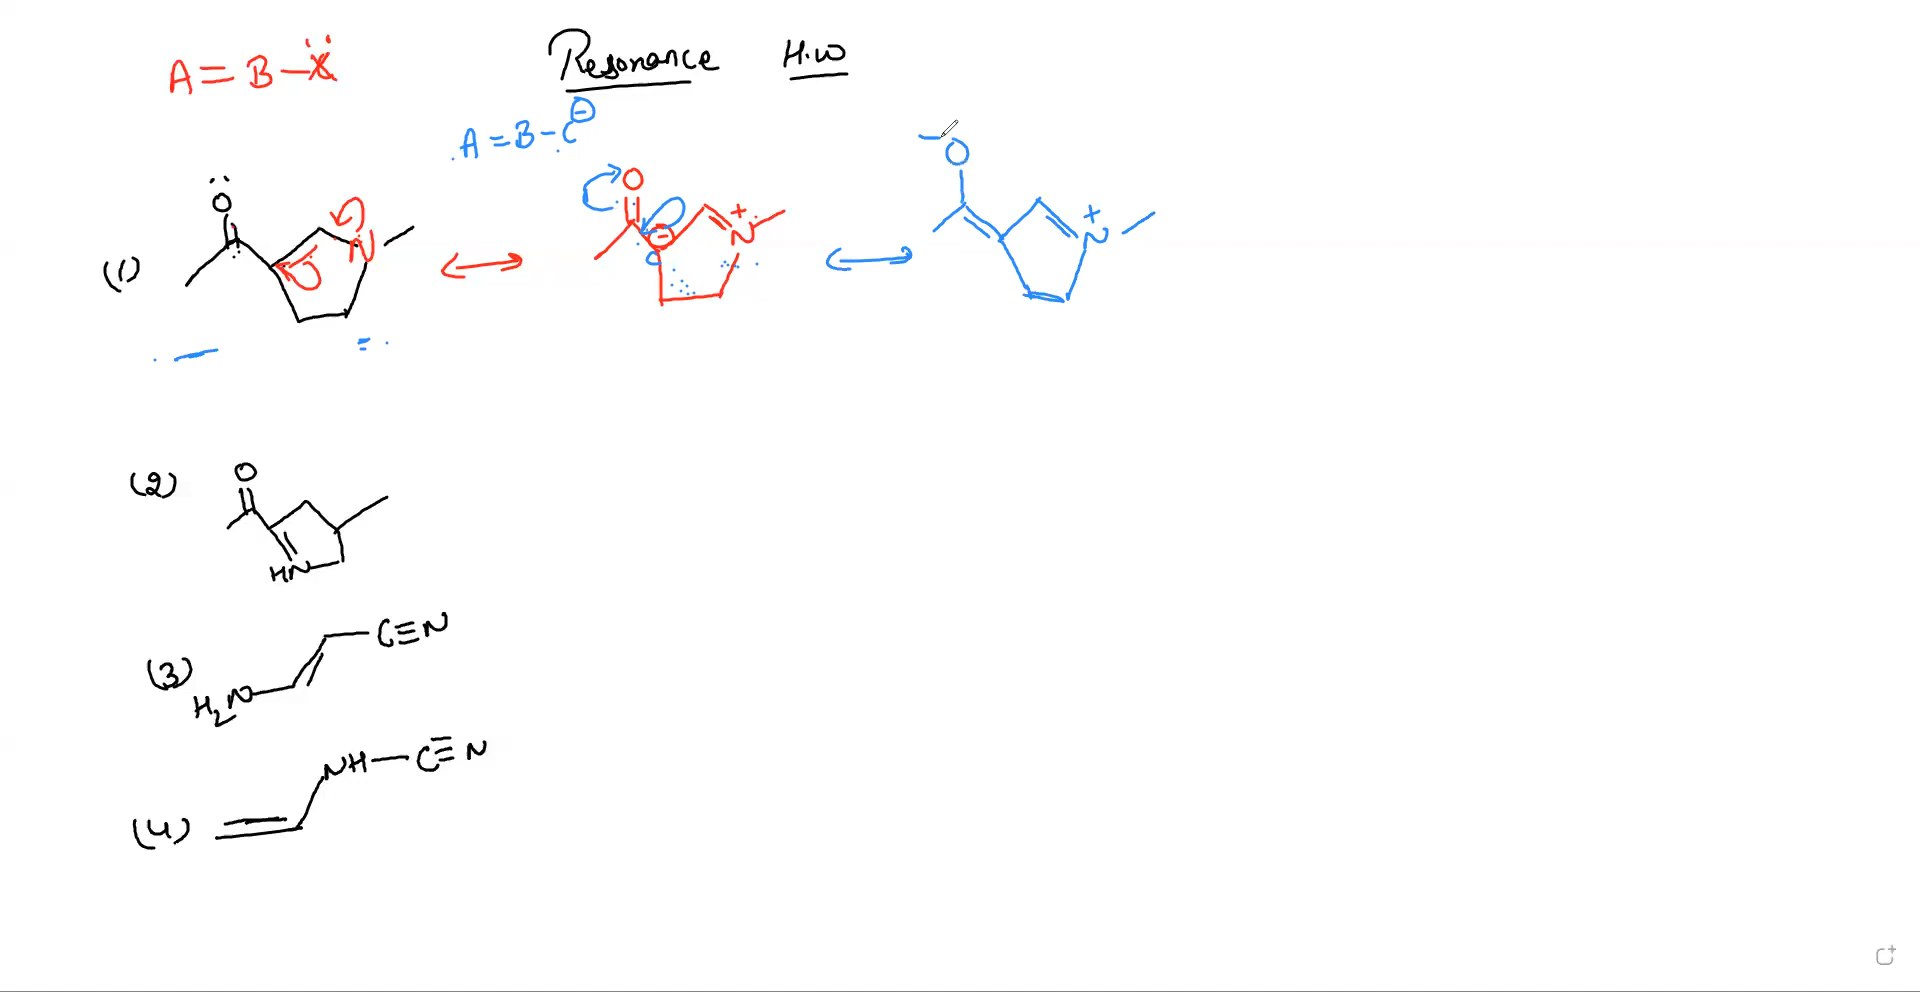 A=B-X̶
Resonance H.W
A=B-C⊖
(1) O N O ⊖ N+ -O N+
(2) O HN
(3) H₂N C≡N
(4) NH-C≡N